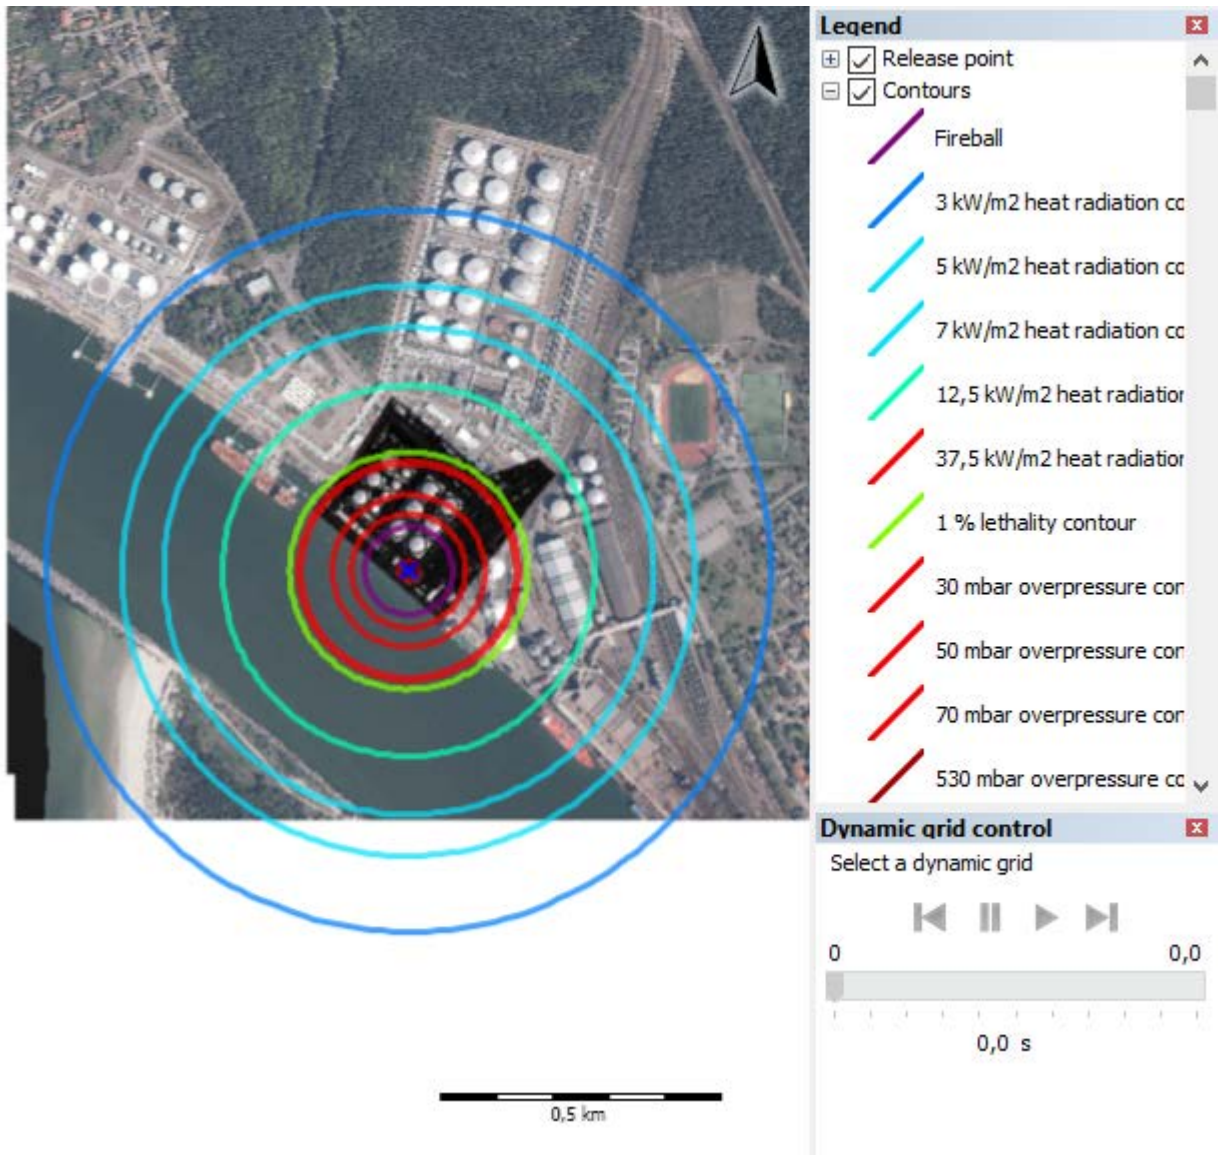 Legend
Release point
Contours
Fireball
3 kW/m2 heat radiation co
5 kW/m2 heat radiation co
7 kW/m2 heat radiation co
12,5 kW/m2 heat radiation
37,5 kW/m2 heat radiation
1 % lethality contour
30 mbar overpressure con
50 mbar overpressure con
70 mbar overpressure con
530 mbar overpressure co
Dynamic grid control
Select a dynamic grid
0 0,0
0,0 s
0,5 km